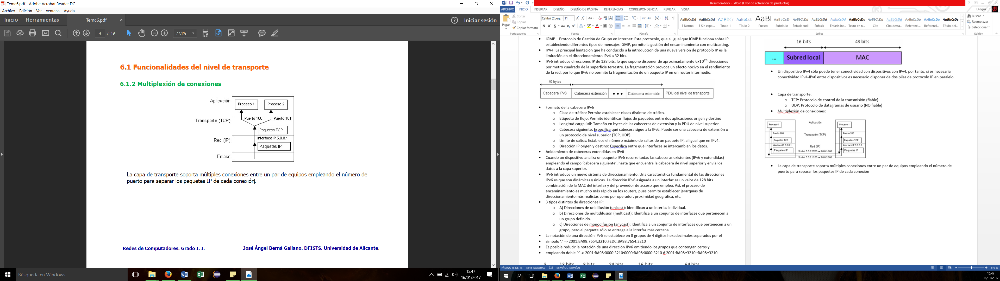 Tema6.pdf - Adobe Acrobat Reader DC
Archivo Edición Ver Ventana Ayuda
Inicio Herramientas Tema6.pdf × Iniciar sesión
4 / 19 77,1%
6.1 Funcionalidades del nivel de transporte
6.1.2 Multiplexión de conexiones
Aplicación Proceso 1 Proceso 2
Puerto 100 Puerto 101
Transporte (TCP)
Paquetes TCP
Red (IP) Interface IP 5.0.0.1
Paquetes IP
Enlace
La capa de transporte soporta múltiples conexiones entre un par de equipos empleando el número de
puerto para separar los paquetes IP de cada conexión.
Redes de Computadores. Grado I. I. José Ángel Berná Galiano. DFISTS. Universidad de Alicante.
Búsqueda en Windows
15:47
16/01/2017
Resumen.docx - Word (Error de activación de productos)
ARCHIVO INICIO INSERTAR DISEÑO DISEÑO DE PÁGINA REFERENCIAS CORRESPONDENCIA REVISAR VISTA Diegus .
Pegar
Cortar
Copiar
Copiar formato
Portapapeles
Calibri (Cuerp 11
Fuente
Párrafo
AaBbCcDd AaBbCcDd AaBbCc AaBbCcC AaBl AaBbCcD AaBbCcDd AaBbCcDd AaBbCcDd AaBbCcDc AaBbCcDd AaBbCcDd AaBbCcDd AaBbCcDd AaBbCcDc
¶ Normal ¶ Sin espa... Título 1 Título 2 Puesto Subtítulo Énfasis sutil Énfasis Énfasis int... Texto en n... Cita Cita desta... Referenci... Referenci... Título del...
Estilos
Buscar
Reemplazar
Seleccionar
Edición
• IGMP – Protocolo de Gestión de Grupo en Internet: Este protocolo, que al igual que ICMP funciona sobre IP
estableciendo diferentes tipos de mensajes IGMP, permite la gestión del encaminamiento con multicasting.
• IPV4: La principal limitación que ha conducido a la introducción de una nueva versión de protocolo IP es la
limitación en el direccionamiento IPv4 a 32 bits.
• IPv6 introduce direcciones IP de 128 bits, lo que supone disponer de aproximadamente 6x10²³ direcciones
por metro cuadrado de la superficie terrestre. La fragmentación provoca un efecto nocivo en el rendimiento
de la red, por lo que IPv6 no permite la fragmentación de un paquete IP en un router intermedio.
40 bytes
Cabecera IPv6 Cabecera extensión • • • Cabecera extensión PDU del nivel de transporte
• Formato de la cabecera IPv6
o Clase de tráfico: Permite establecer clases distintas de tráfico.
o Etiqueta de flujo: Permite identificar flujos de paquetes entre dos aplicaciones origen y destino
o Longitud carga útil: Tamaño en bytes de las cabeceras de extensión y la PDU de nivel superior.
o Cabecera siguiente: Especifica qué cabecera sigue a la IPv6. Puede ser una cabecera de extensión o
un protocolo de nivel superior (TCP, UDP).
o Límite de saltos: Establece el número máximo de saltos de un paquete IP, al igual que en IPv4.
o Dirección IP origen y destino: Especifica entre qué interfaces se intercambian los datos.
• Anidamiento de cabeceras extendidas en IPv6
• Cuando un dispositivo analiza un paquete IPv6 recorre todas las cabeceras existentes (IPv6 y extendidas)
empleando el campo ‘cabecera siguiente’, hasta que encuentra la cabecera de nivel superior y envía los
datos a la capa superior.
• IPv6 introduce un nuevo sistema de direccionamiento. Una característica fundamental de las direcciones
IPv6 es que son dinámicas y únicas. La dirección IPv6 asignada a un interfaz es un valor de 128 bits
combinación de la MAC del interfaz y del proveedor de acceso que emplea. Así, el proceso de
encaminamiento es mucho más rápido en los routers, pues permite establecer jerarquías de
direccionamiento más realistas como por operador, proximidad geográfica, etc.
• 3 tipos distintos de direcciones IP:
o A) Direcciones de unidifusión (unicast): Identifican a un interfaz individual.
o b) Direcciones de multidifusión (multicast): Identifica a un conjunto de interfaces que pertenecen a
un grupo definido.
o c) Direcciones de monodifusión (anycast): Identifica a un conjunto de interfaces que pertenecen a un
grupo, pero el paquete sólo se entrega a la interfaz más cercana
• La notación de una dirección IPv6 se establece en 8 grupos de 4 dígitos hexadecimales separados por el
• símbolo ‘:’ -> 2001:BA98:7654:3210:FEDC:BA98:7654:3210
• Es posible reducir la notación de una dirección IPv6 omitiendo los grupos que contengan ceros y
• empleando doble ‘:’ -> 2001:BA98:0000:3210:0000:BA98:0000:3210 ó 2001:BA98::3210::BA98::3210
3 13 bits 8 bits 24 bits 16 bits 64 bits
16 bits 48 bits
... Subred local MAC
• Un dispositivo IPv4 sólo puede tener conectividad con dispositivos con IPv4, por tanto, si es necesaria
conectividad IPv4-IPv6 entre dispositivos es necesario disponer de dos pilas de protocolo IP en paralelo.
• Capa de transporte:
o TCP: Protocolo de control de la transmisión (fiable)
o UDP: Protocolo de datagramas de usuario (NO fiable)
• Multiplexión de conexiones:
Proceso 1 Aplicación Proceso 1
Puerto 100 Transporte (TCP) Puerto 200
Paquetes TCP Paquetes TCP
Interface IP 5.0.0.1 Red (IP) Interface IP 5.0.0.2
Paquetes IP Socket 5.0.0.2/200 → 5.0.0.1/100 Paquetes IP
Socket 5.0.0.1/100 → 5.0.0.2/200
• La capa de transporte soporta múltiples conexiones entre un par de equipos empleando el número de
puerto para separar los paquetes IP de cada conexión
PÁGINA 18 DE 18 5541 PALABRAS ESPAÑOL (ESPAÑA) 110 %
15:47
16/01/2017